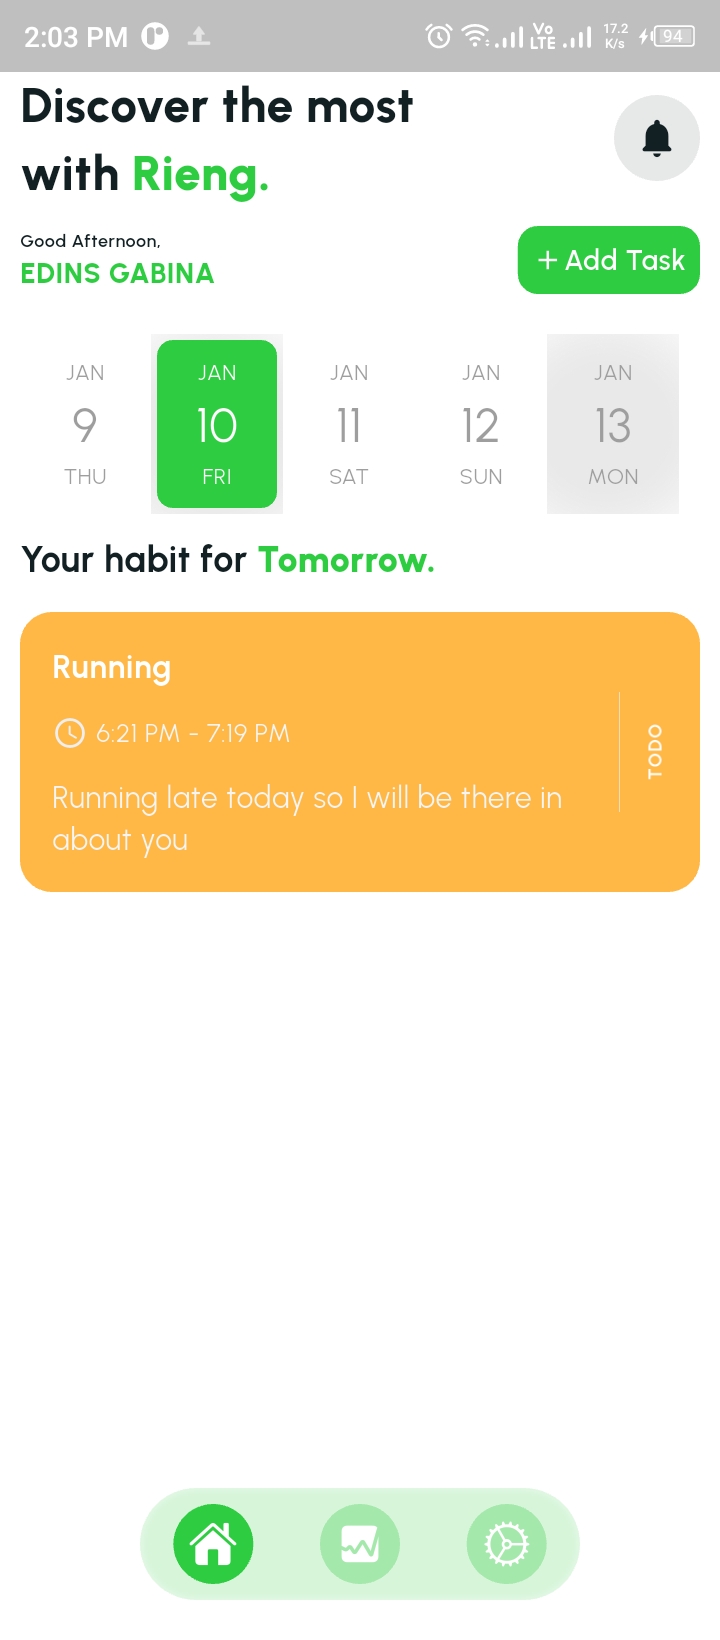 2:03 PM
Vo LTE
17.2 K/s
94
Discover the most
with Rieng.
Good Afternoon,
EDINS GABINA
+ Add Task
JAN JAN JAN JAN JAN
9 10 11 12 13
THU FRI SAT SUN MON
Your habit for Tomorrow.
Running
6:21 PM - 7:19 PM
TODO
Running late today so I will be there in
about you